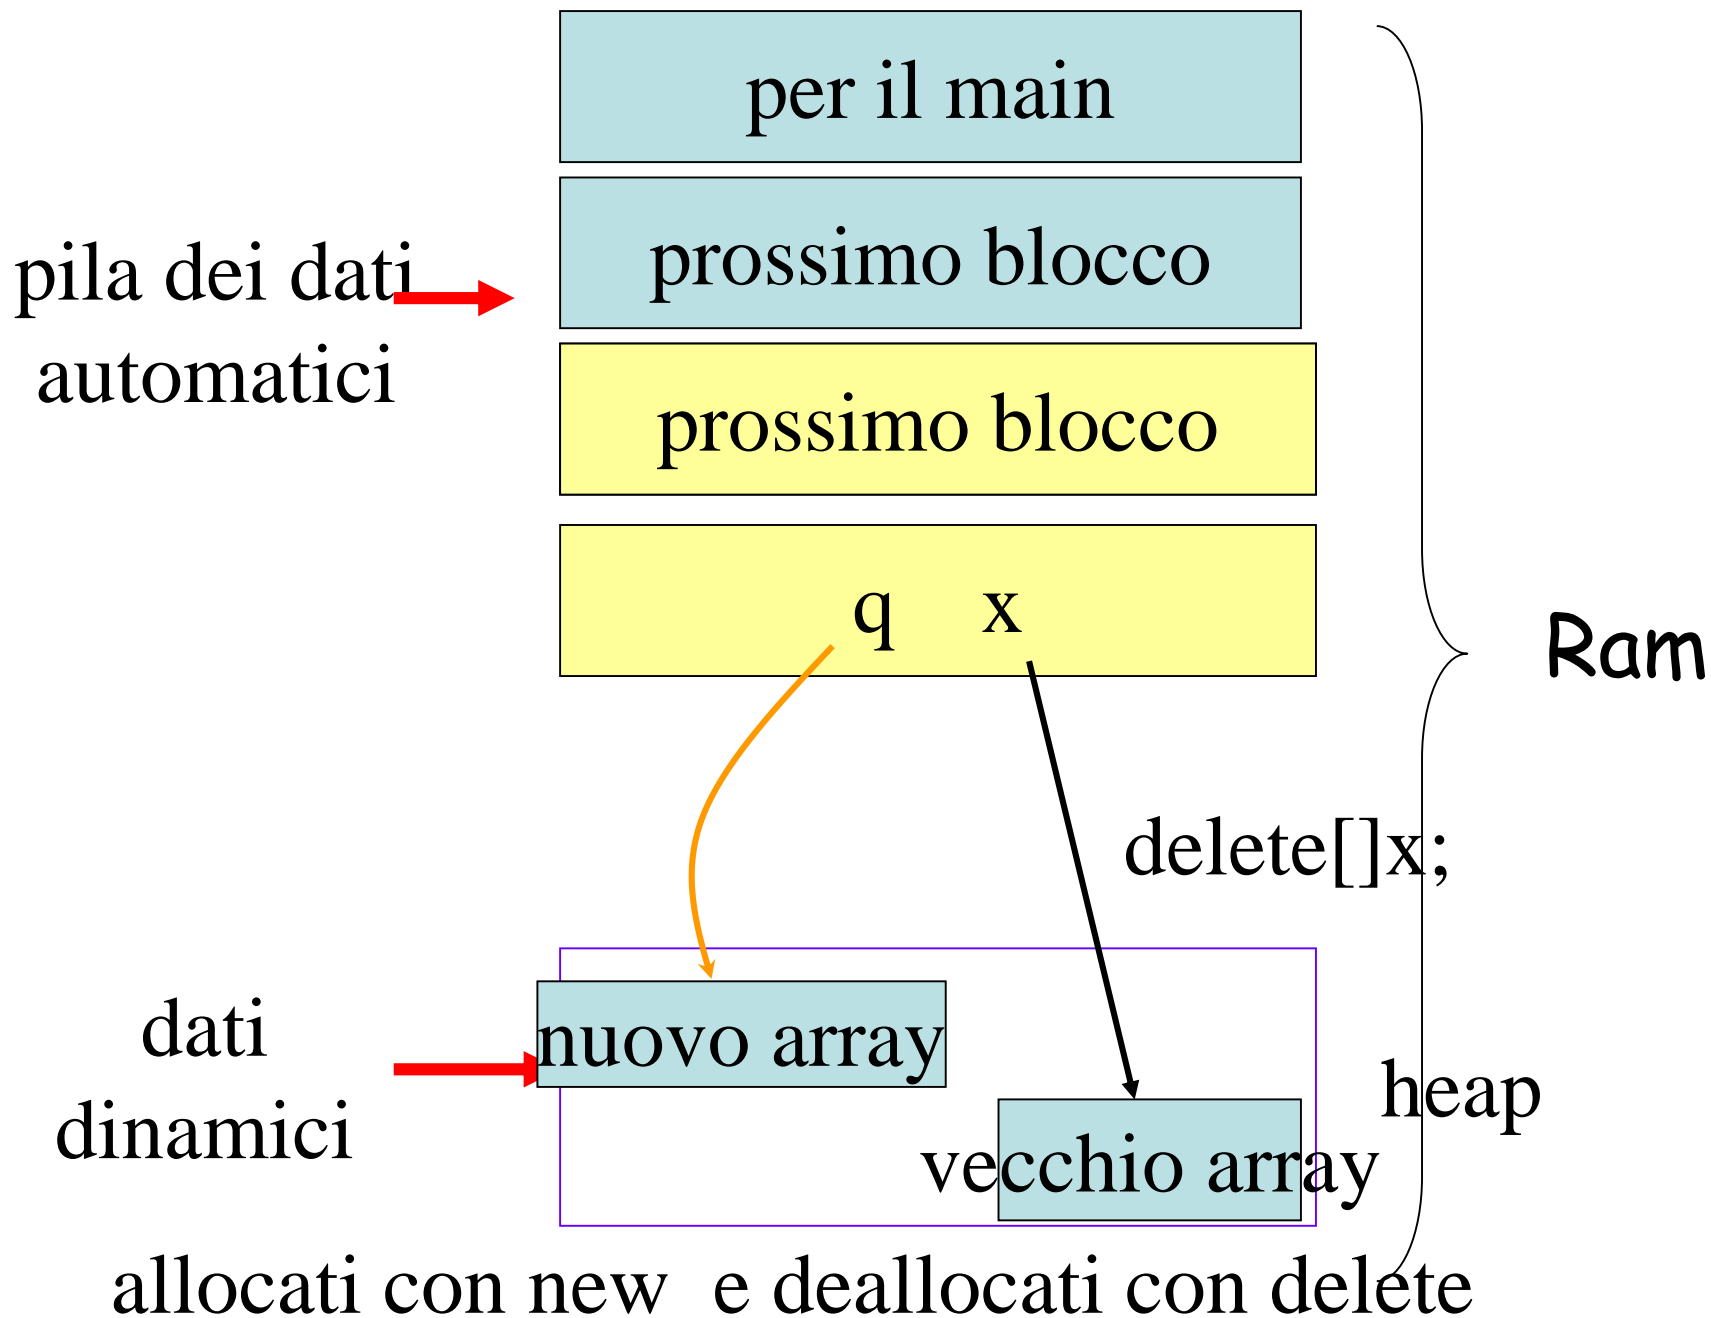 per il main
prossimo blocco
pila dei dati
automatici
prossimo blocco
q x
Ram
delete[]x;
dati
dinamici
nuovo array
heap
vecchio array
allocati con new e deallocati con delete